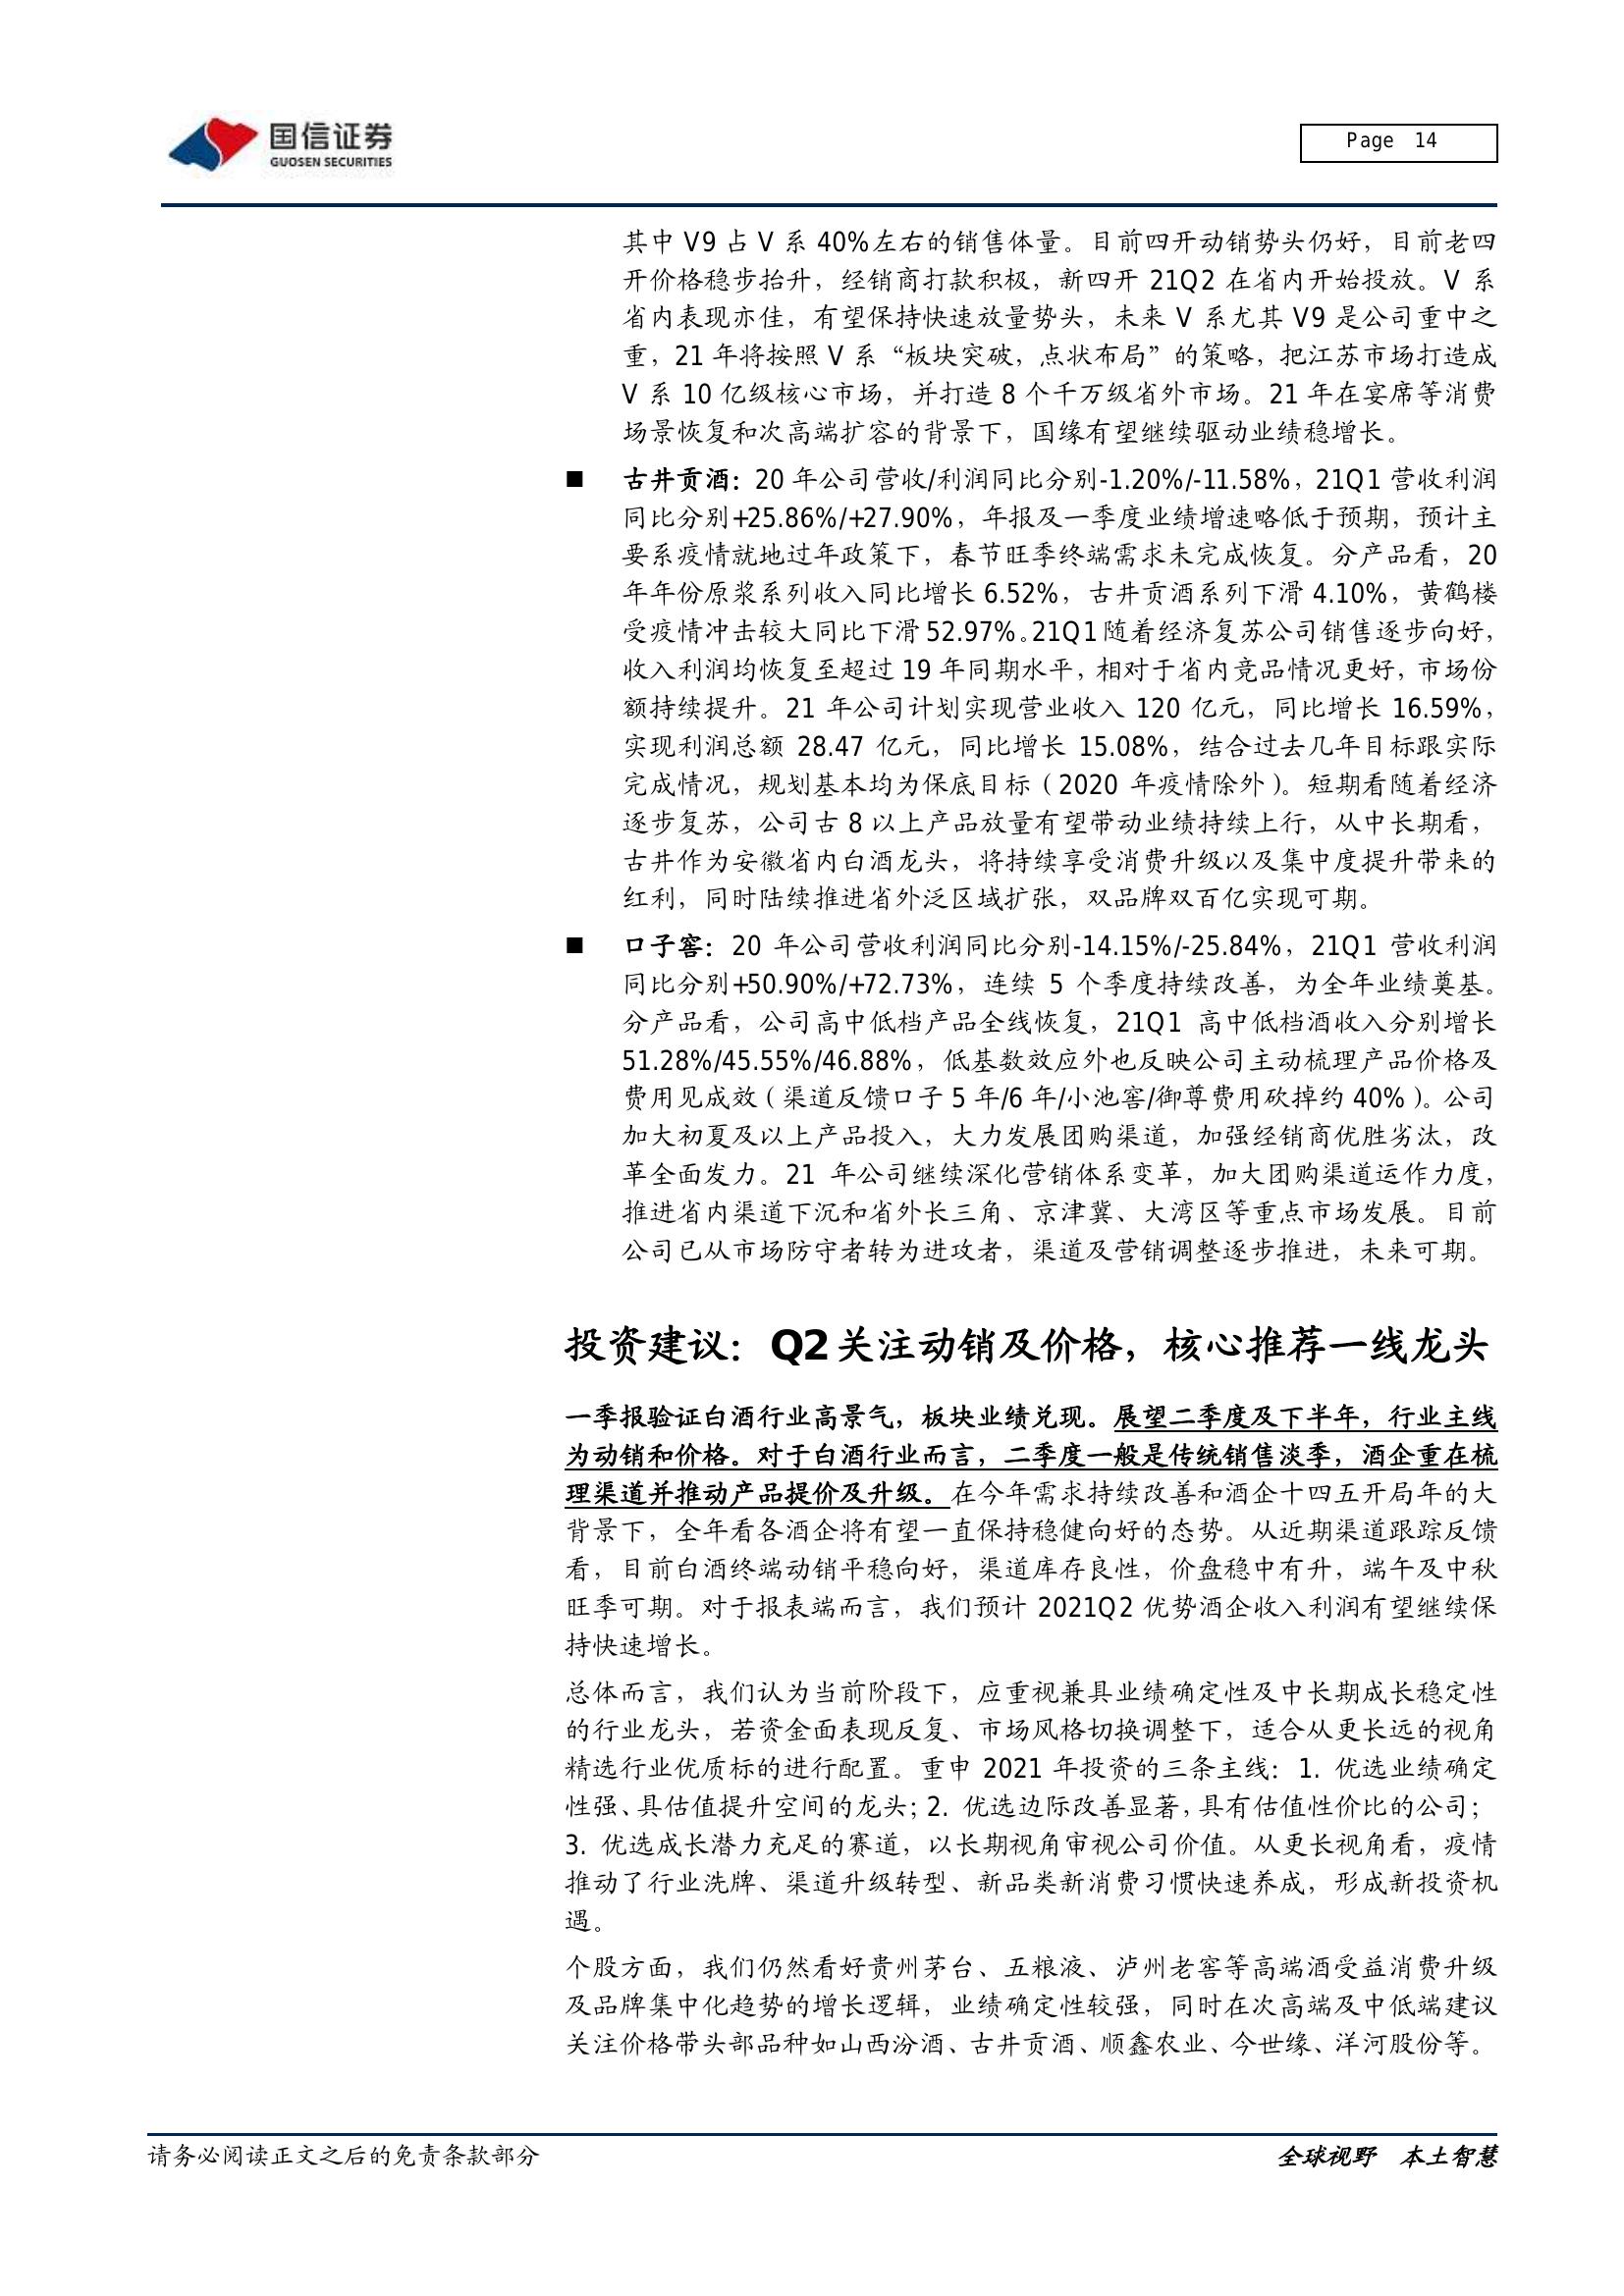 国信证券
GUOSEN SECURITIES
Page 14
其中 V9 占 V 系 40%左右的销售体量。目前四开动销势头仍好，目前老四
开价格稳步抬升，经销商打款积极，新四开 21Q2 在省内开始投放。V 系
省内表现亦佳，有望保持快速放量势头，未来 V 系尤其 V9 是公司重中之
重，21 年将按照 V 系“板块突破，点状布局”的策略，把江苏市场打造成
V 系 10 亿级核心市场，并打造 8 个千万级省外市场。21 年在宴席等消费
场景恢复和次高端扩容的背景下，国缘有望继续驱动业绩稳增长。
■ 古井贡酒：20 年公司营收/利润同比分别-1.20%/-11.58%，21Q1 营收利润
同比分别+25.86%/+27.90%，年报及一季度业绩增速略低于预期，预计主
要系疫情就地过年政策下，春节旺季终端需求未完成恢复。分产品看，20
年年份原浆系列收入同比增长 6.52%，古井贡酒系列下滑 4.10%，黄鹤楼
受疫情冲击较大同比下滑 52.97%。21Q1 随着经济复苏公司销售逐步向好，
收入利润均恢复至超过 19 年同期水平，相对于省内竞品情况更好，市场份
额持续提升。21 年公司计划实现营业收入 120 亿元，同比增长 16.59%，
实现利润总额 28.47 亿元，同比增长 15.08%，结合过去几年目标跟实际
完成情况，规划基本均为保底目标（2020 年疫情除外）。短期看随着经济
逐步复苏，公司古 8 以上产品放量有望带动业绩持续上行，从中长期看，
古井作为安徽省内白酒龙头，将持续享受消费升级以及集中度提升带来的
红利，同时陆续推进省外泛区域扩张，双品牌双百亿实现可期。
■ 口子窖：20 年公司营收利润同比分别-14.15%/-25.84%，21Q1 营收利润
同比分别+50.90%/+72.73%，连续 5 个季度持续改善，为全年业绩奠基。
分产品看，公司高中低档产品全线恢复，21Q1 高中低档酒收入分别增长
51.28%/45.55%/46.88%，低基数效应外也反映公司主动梳理产品价格及
费用见成效（渠道反馈口子 5 年/6 年/小池窖/御尊费用砍掉约 40%）。公司
加大初夏及以上产品投入，大力发展团购渠道，加强经销商优胜劣汰，改
革全面发力。21 年公司继续深化营销体系变革，加大团购渠道运作力度，
推进省内渠道下沉和省外长三角、京津冀、大湾区等重点市场发展。目前
公司已从市场防守者转为进攻者，渠道及营销调整逐步推进，未来可期。
投资建议：Q2 关注动销及价格，核心推荐一线龙头
一季报验证白酒行业高景气，板块业绩兑现。展望二季度及下半年，行业主线
为动销和价格。对于白酒行业而言，二季度一般是传统销售淡季，酒企重在梳
理渠道并推动产品提价及升级。在今年需求持续改善和酒企十四五开局年的大
背景下，全年看各酒企将有望一直保持稳健向好的态势。从近期渠道跟踪反馈
看，目前白酒终端动销平稳向好，渠道库存良性，价盘稳中有升，端午及中秋
旺季可期。对于报表端而言，我们预计 2021Q2 优势酒企收入利润有望继续保
持快速增长。
总体而言，我们认为当前阶段下，应重视兼具业绩确定性及中长期成长稳定性
的行业龙头，若资金面表现反复、市场风格切换调整下，适合从更长远的视角
精选行业优质标的进行配置。重申 2021 年投资的三条主线：1. 优选业绩确定
性强、具估值提升空间的龙头；2. 优选边际改善显著，具有估值性价比的公司；
3. 优选成长潜力充足的赛道，以长期视角审视公司价值。从更长视角看，疫情
推动了行业洗牌、渠道升级转型、新品类新消费习惯快速养成，形成新投资机
遇。
个股方面，我们仍然看好贵州茅台、五粮液、泸州老窖等高端酒受益消费升级
及品牌集中化趋势的增长逻辑，业绩确定性较强，同时在次高端及中低端建议
关注价格带头部品种如山西汾酒、古井贡酒、顺鑫农业、今世缘、洋河股份等。
请务必阅读正文之后的免责条款部分
全球视野 本土智慧